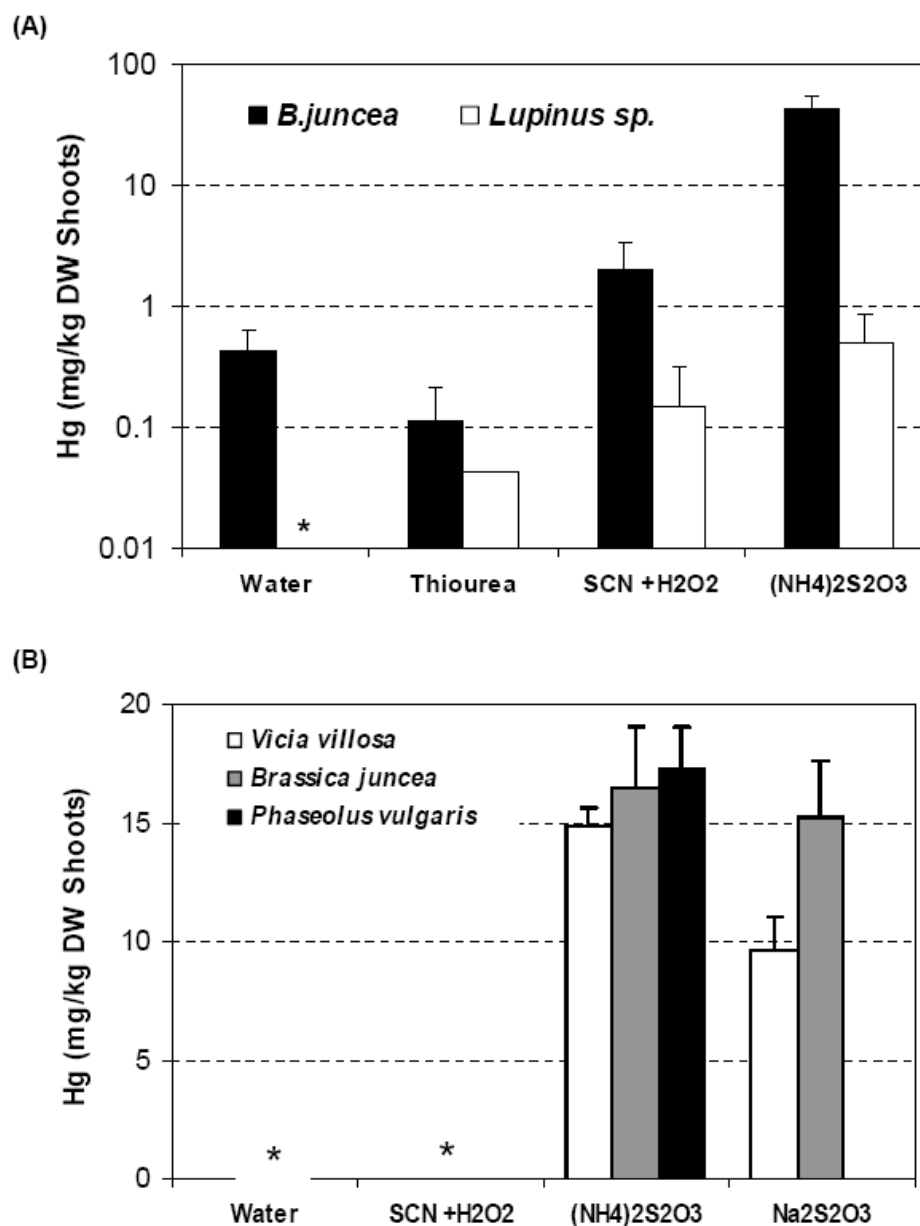 (A)
100
10
1
0.1
0.01
Hg (mg/kg DW Shoots)
B.juncea Lupinus sp.
*
Water Thiourea SCN +H2O2 (NH4)2S2O3
(B)
20
15
10
5
0
Hg (mg/kg DW Shoots)
Vicia villosa
Brassica juncea
Phaseolus vulgaris
* *
Water SCN +H2O2 (NH4)2S2O3 Na2S2O3